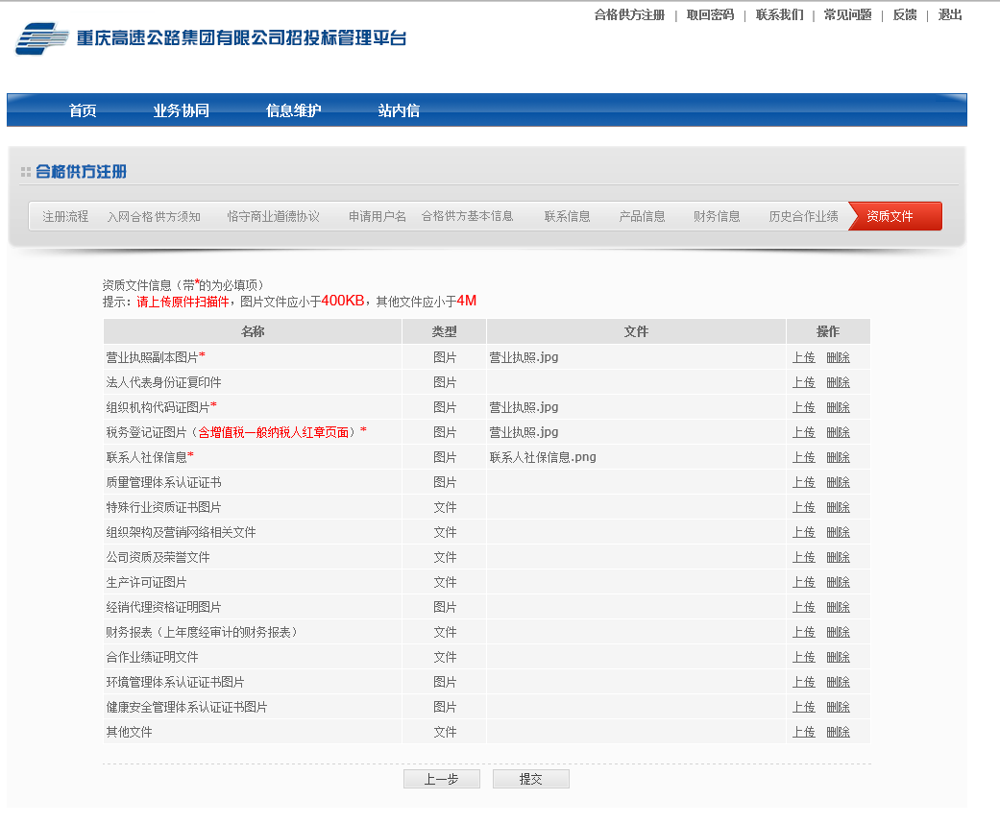 合格供方注册 | 取回密码 | 联系我们 | 常见问题 | 反馈 | 退出
重庆高速公路集团有限公司招投标管理平台
首页 业务协同 信息维护 站内信
合格供方注册
注册流程 入网合格供方须知 恪守商业道德协议 申请用户名 合格供方基本信息 联系信息 产品信息 财务信息 历史合作业绩 资质文件
资质文件信息（带*的为必填项）
提示：请上传原件扫描件，图片文件应小于400KB，其他文件应小于4M
名称 类型 文件 操作
营业执照副本图片* 图片 营业执照.jpg 上传 删除
法人代表身份证复印件 图片 上传 删除
组织机构代码证图片* 图片 营业执照.jpg 上传 删除
税务登记证图片（含增值税一般纳税人红章页面）* 图片 营业执照.jpg 上传 删除
联系人社保信息* 图片 联系人社保信息.png 上传 删除
质量管理体系认证证书 图片 上传 删除
特殊行业资质证书图片 文件 上传 删除
组织架构及营销网络相关文件 文件 上传 删除
公司资质及荣誉文件 文件 上传 删除
生产许可证图片 文件 上传 删除
经销代理资格证明图片 图片 上传 删除
财务报表（上年度经审计的财务报表） 文件 上传 删除
合作业绩证明文件 文件 上传 删除
环境管理体系认证证书图片 图片 上传 删除
健康安全管理体系认证证书图片 图片 上传 删除
其他文件 文件 上传 删除
上一步 提交